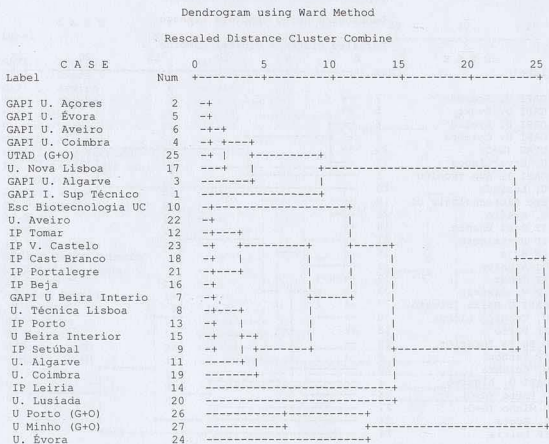 Dendrogram using Ward Method
Rescaled Distance Cluster Combine
C A S E 0 5 10 15 20 25
Label Num +---------+---------+---------+---------+---------+
GAPI U. Açores 2
GAPI U. Évora 5
GAPI U. Aveiro 6
GAPI U. Coimbra 4
UTAD (G+O) 25
U. Nova Lisboa 17
GAPI U. Algarve 3
GAPI I. Sup Técnico 1
Esc Biotecnologia UC 10
U. Aveiro 22
IP Tomar 12
IP V. Castelo 23
IP Cast Branco 18
IP Portalegre 21
IP Beja 16
GAPI U Beira Interio 7
U. Técnica Lisboa 8
IP Porto 13
U Beira Interior 15
IP Setúbal 9
U. Algarve 11
U. Coimbra 19
IP Leiria 14
U. Lusiada 20
U Porto (G+O) 26
U Minho (G+O) 27
U. Évora 24